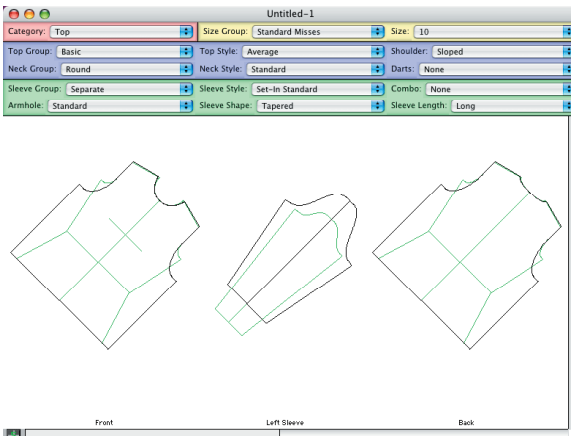 Untitled-1
Category: Top Size Group: Standard Misses Size: 10
Top Group: Basic Top Style: Average Shoulder: Sloped
Neck Group: Round Neck Style: Standard Darts: None
Sleeve Group: Separate Sleeve Style: Set-In Standard Combo: None
Armhole: Standard Sleeve Shape: Tapered Sleeve Length: Long
Front Left Sleeve Back